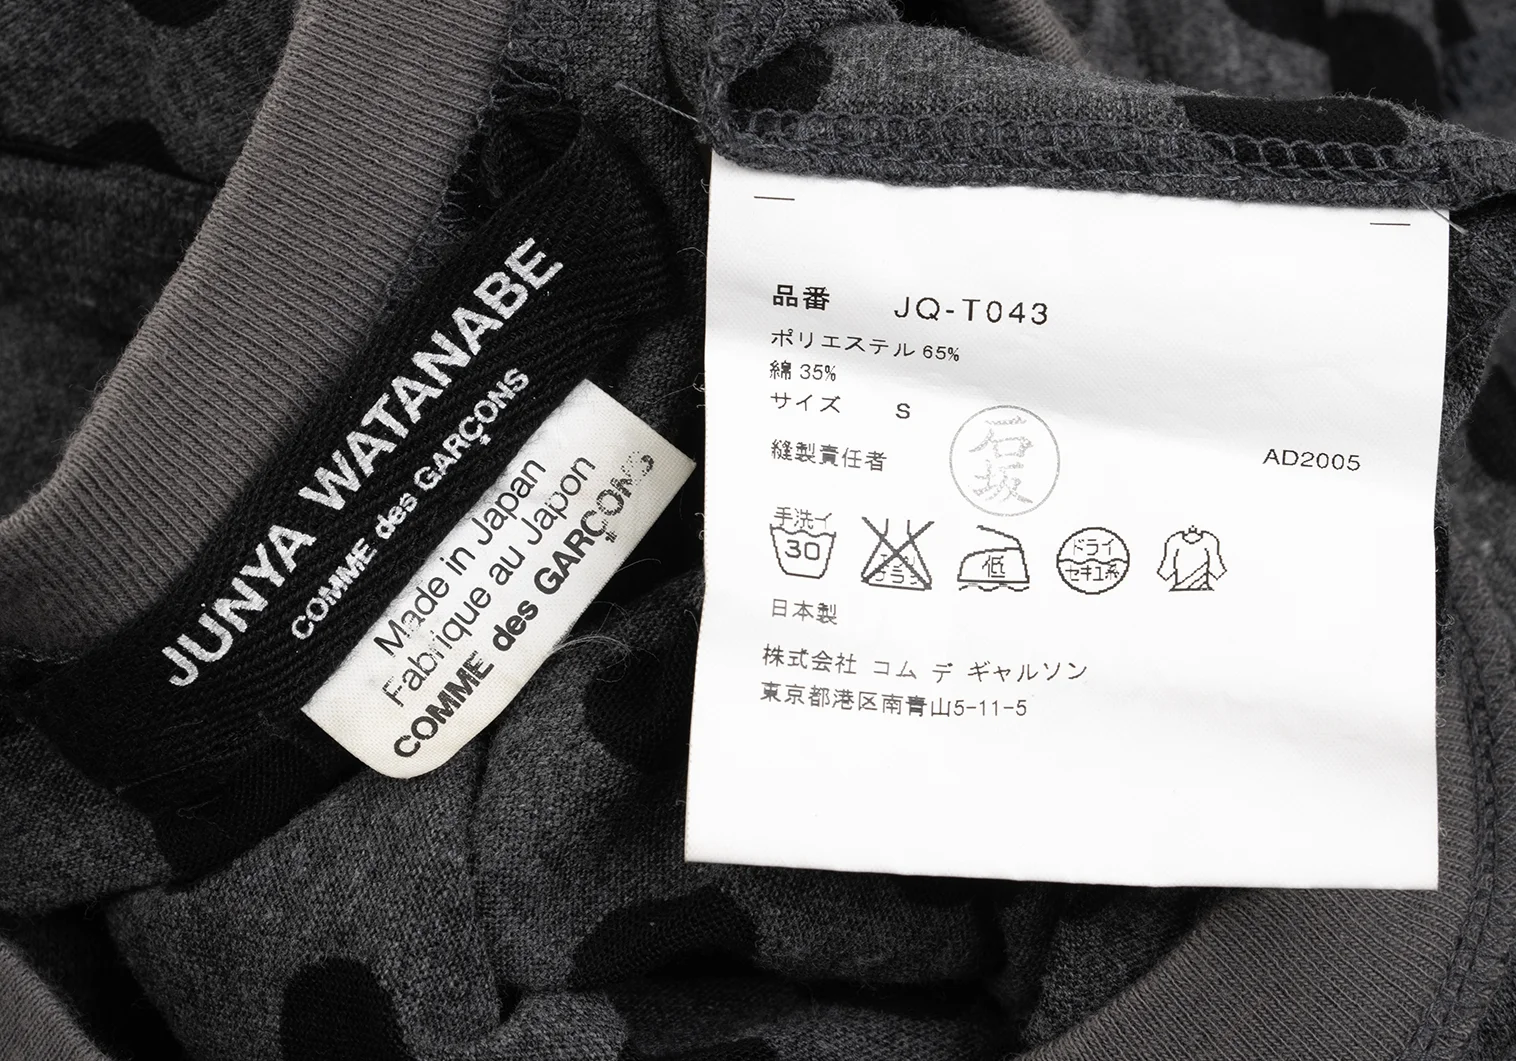 JUNYA WATANABE
COMME des GARÇONS
Made in Japan
Fabriqué au Japon
COMME des GARÇONS
品番 JQ-T043
ポリエステル 65%
綿 35%
サイズ S
縫製責任者 石坂 AD2005
手洗イ
30
低
ドライ
セキユ系
日本製
株式会社 コム デ ギャルソン
東京都港区南青山5-11-5